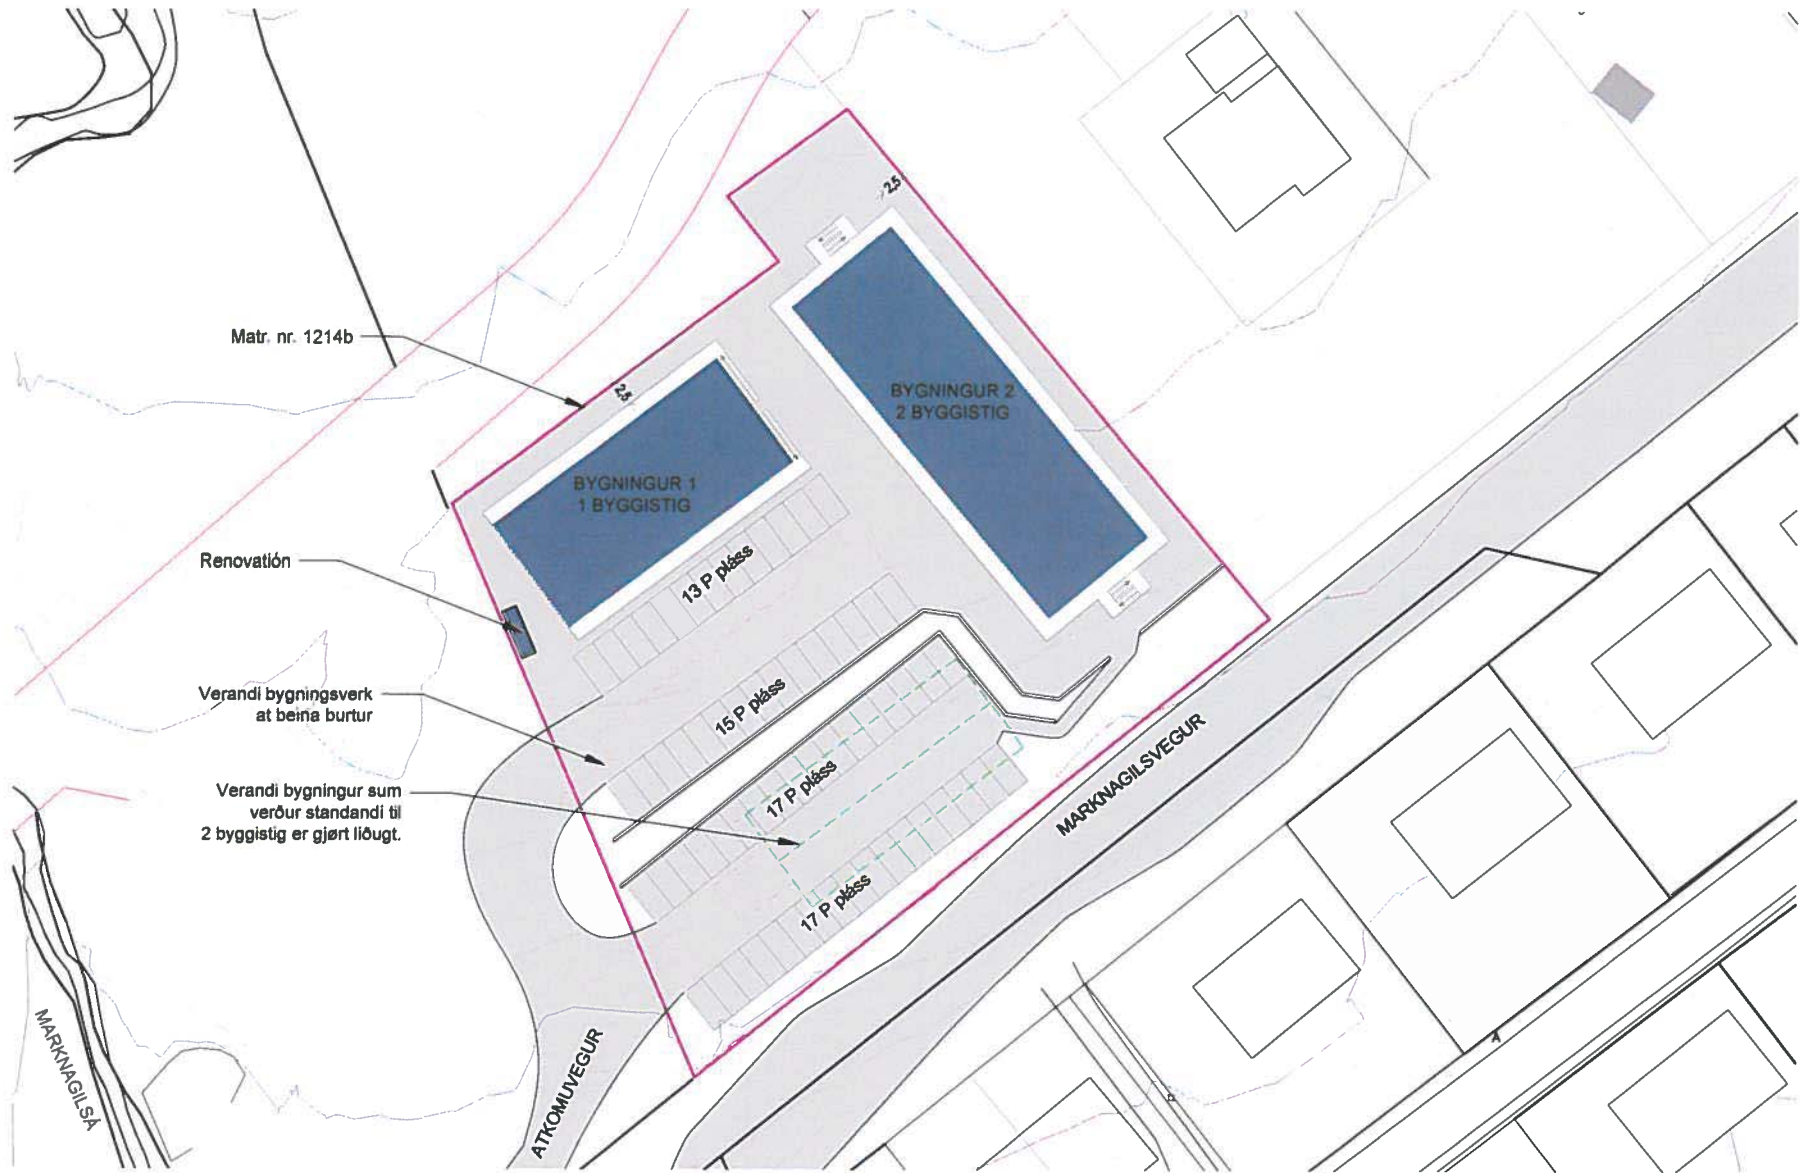 2,5
Matr. nr. 1214b
2,5
BYGNINGUR 2
2 BYGGISTIG
BYGNINGUR 1
1 BYGGISTIG
Renovatión
13 P pláss
Verandi bygningsverk
at beina burtur
15 P pláss
Verandi bygningur sum
verður standandi til
2 byggistig er gjørt liðugt.
17 P pláss
17 P pláss
MARKNAGILSVEGUR
ATKOMUVEGUR
MARKNAGILSÁ